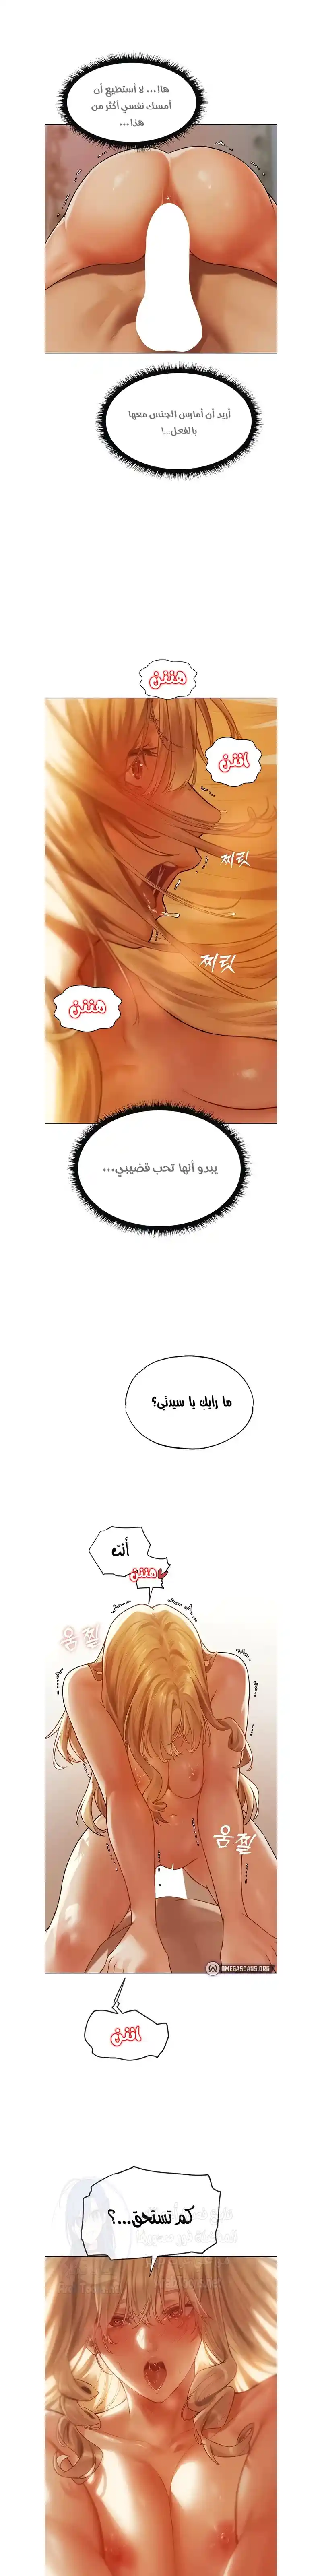 هاا... لا أستطيع أن
أمسك نفسي أكثر من
هذا...
أريد أن أمارس الجنس معها
بالفعل...!
هننن
اننن
찌릿
찌릿
هننن
يبدو أنها تحب قضيبي...
ما رأيك يا سيدتي؟
أنت
هننن
움찔
움찔
OMEGASCANS.ORG
اننن
كم تستحق...؟